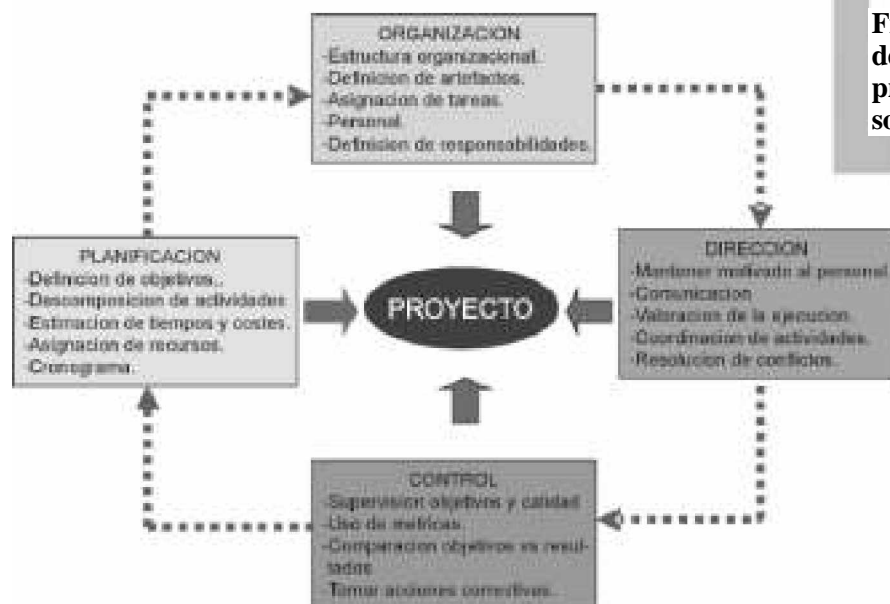 ORGANIZACION
-Estructura organizacional.
-Definicion de artefactos.
-Asignacion de tareas.
-Personal.
-Definicion de responsabilidades.
PLANIFICACION
-Definicion de objetivos..
-Descomposicion de actividades
-Estimacion de tiempos y costes.
-Asignacion de recursos.
-Cronograma.
PROYECTO
DIRECCION
-Mantener motivado al personal
-Comunicacion
-Valoracion de la ejecucion.
-Coordinacion de actividades.
-Resolucion de conflictos.
CONTROL
-Supervision objetivos y calidad
-Uso de metricas.
-Comparacion objetivos vs resul-
tados
-Tomar acciones correctivas.